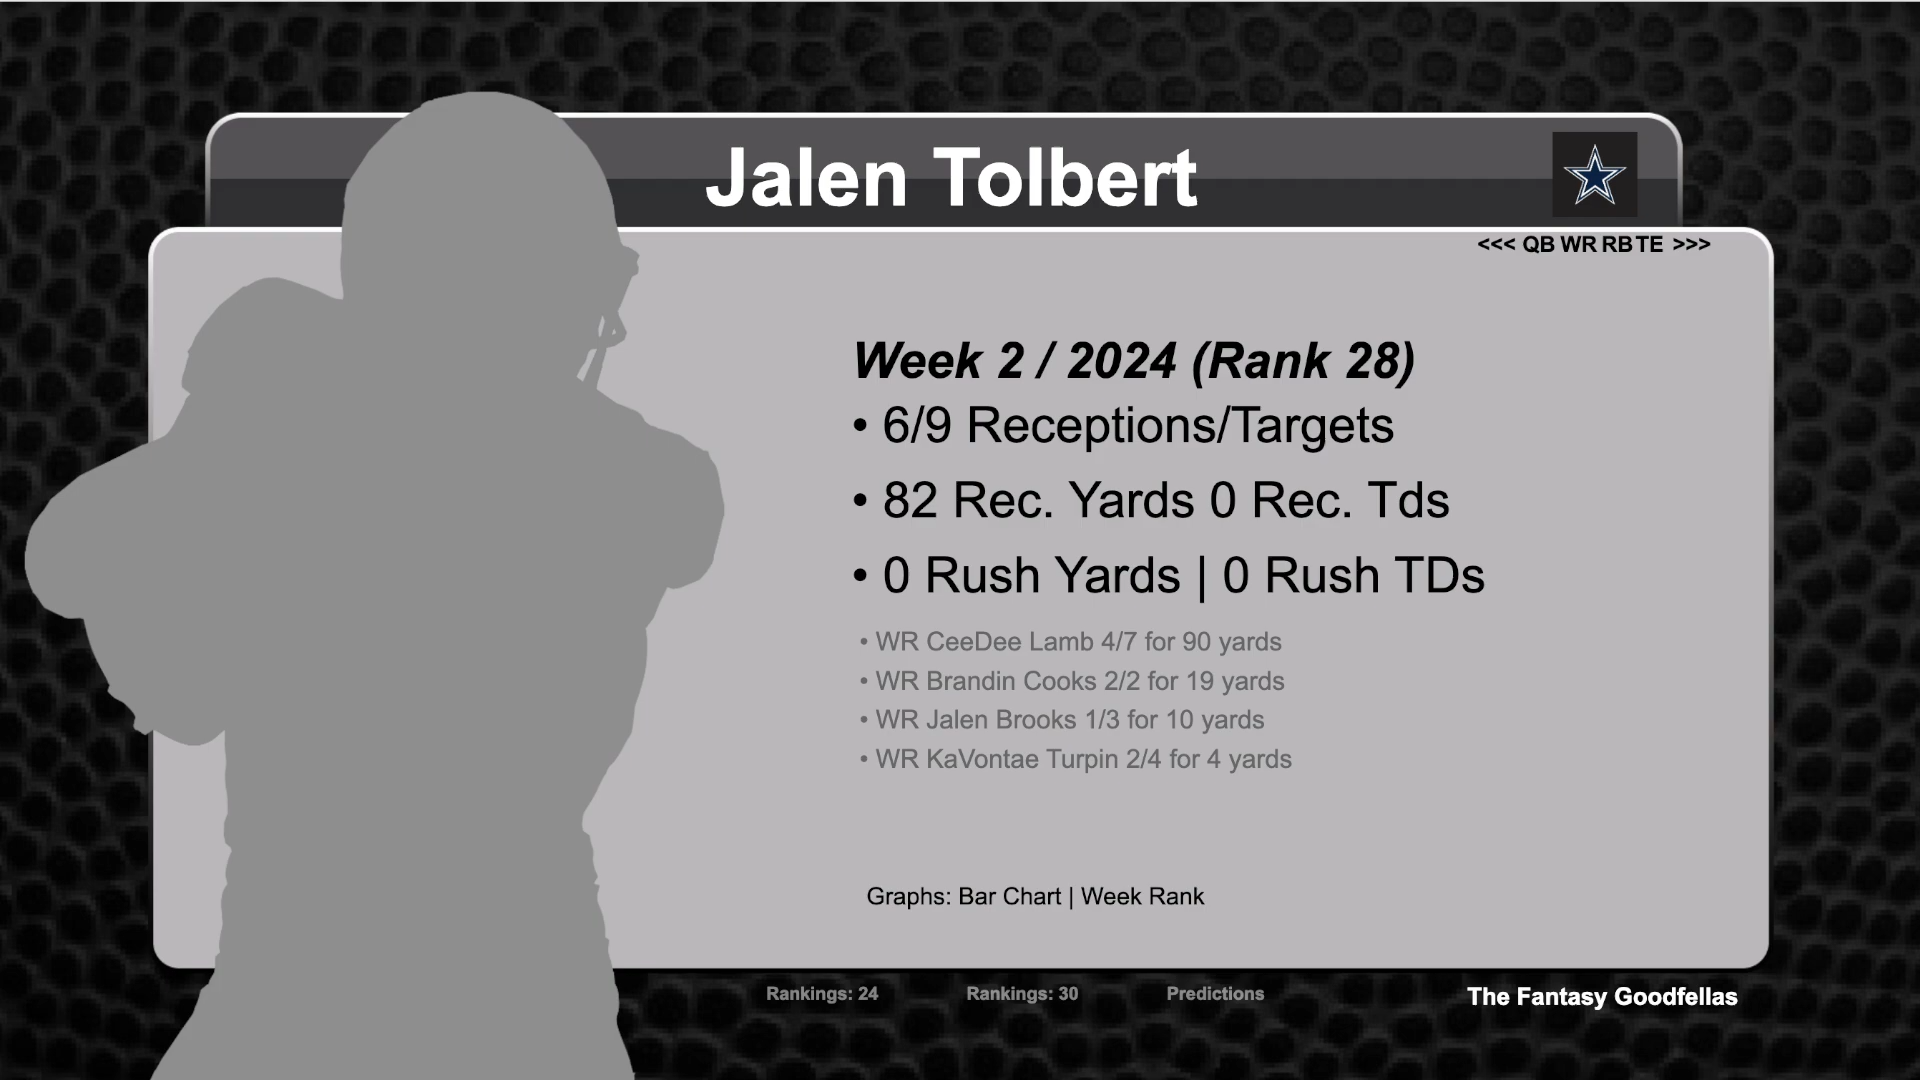 Jalen Tolbert
<<< QB WR RB TE >>>
Week 2 / 2024 (Rank 28)
• 6/9 Receptions/Targets
• 82 Rec. Yards 0 Rec. Tds
• 0 Rush Yards | 0 Rush TDs
• WR CeeDee Lamb 4/7 for 90 yards
• WR Brandin Cooks 2/2 for 19 yards
• WR Jalen Brooks 1/3 for 10 yards
• WR KaVontae Turpin 2/4 for 4 yards
Graphs: Bar Chart | Week Rank
Rankings: 24 Rankings: 30 Predictions The Fantasy Goodfellas